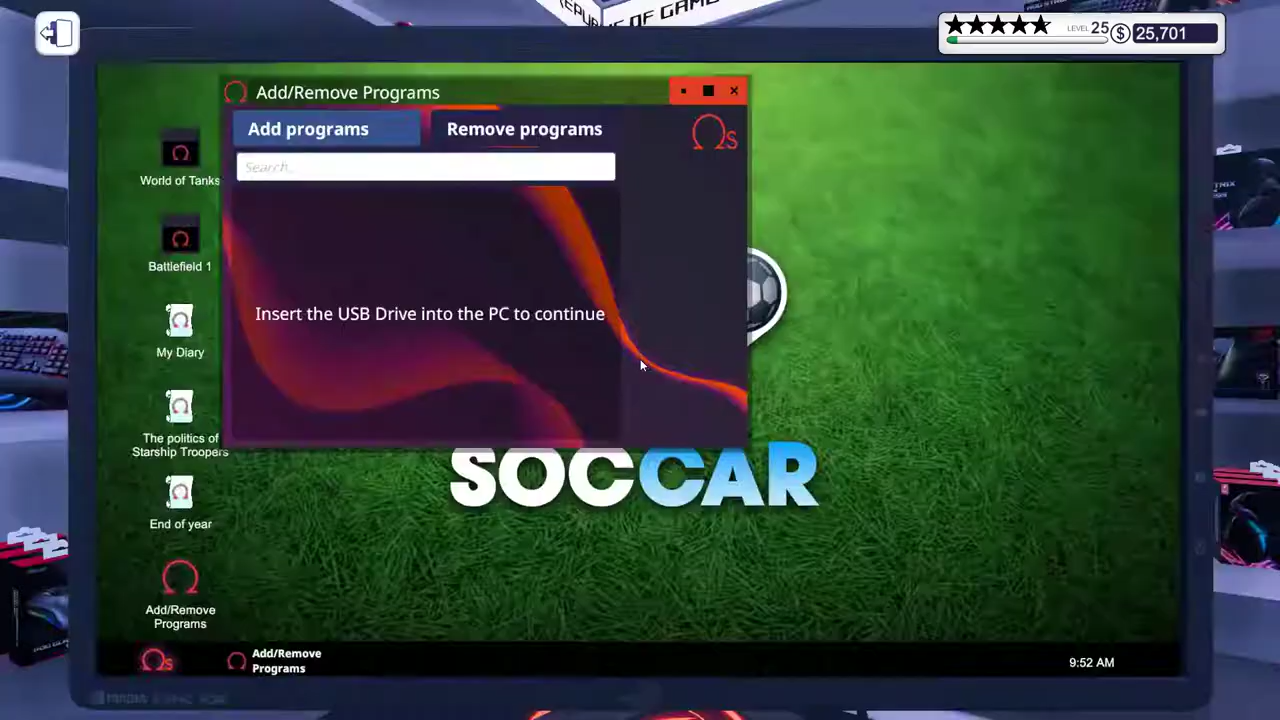 REPUBLIC OF GAME
LEVEL 25
$ 25,701
Add/Remove Programs
Add programs
Remove programs
Search...
Ωs
Insert the USB Drive into the PC to continue
World of Tanks
Battlefield 1
My Diary
The politics of
Starship Troopers
End of year
Add/Remove
Programs
SOCCAR
Ωs
Add/Remove
Programs
9:52 AM